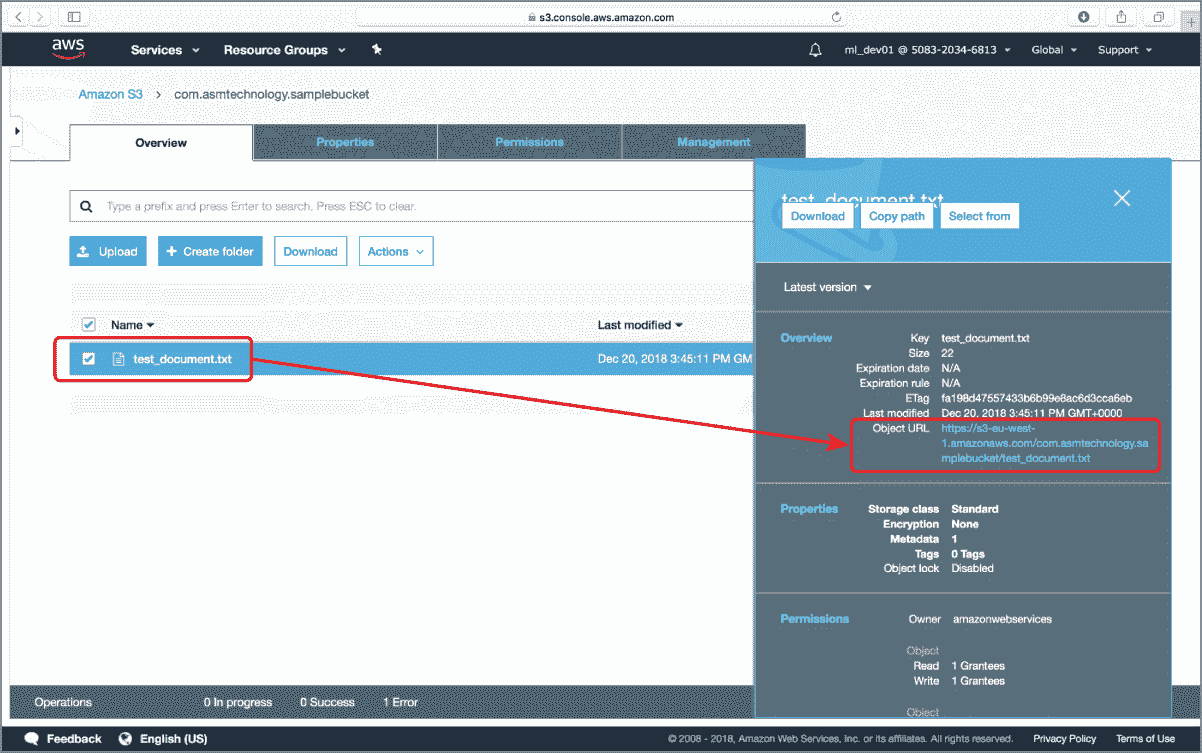 s3.console.aws.amazon.com
aws Services Resource Groups ml_dev01 @ 5083-2034-6813 Global Support
Amazon S3 > com.asmtechnology.samplebucket
Overview Properties Permissions Management
Type a prefix and press Enter to search. Press ESC to clear.
Upload + Create folder Download Actions
Name Last modified
test_document.txt Dec 20, 2018 3:45:11 PM GM
test_document.txt
Download Copy path Select from
Latest version
Overview Key test_document.txt
Size 22
Expiration date N/A
Expiration rule N/A
ETag fa198d47557433b6b99e8ac6d3cca6eb
Last modified Dec 20, 2018 3:45:11 PM GMT+0000
Object URL https://s3-eu-west-
1.amazonaws.com/com.asmtechnology.sa
mplebucket/test_document.txt
Properties Storage class Standard
Encryption None
Metadata 1
Tags 0 Tags
Object lock Disabled
Permissions Owner amazonwebservices
Object
Read 1 Grantees
Write 1 Grantees
Object
Operations 0 In progress 0 Success 1 Error
Feedback English (US) © 2008 - 2018, Amazon Web Services, Inc. or its affiliates. All rights reserved. Privacy Policy Terms of Use